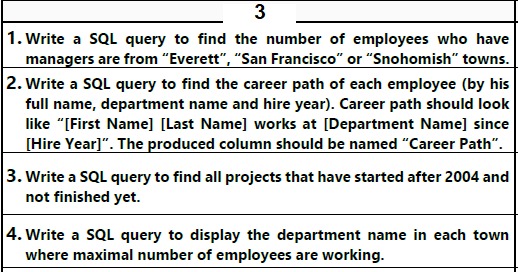 3
1. Write a SQL query to find the number of employees who have
managers are from “Everett”, “San Francisco” or “Snohomish” towns.
2. Write a SQL query to find the career path of each employee (by his
full name, department name and hire year). Career path should look
like “[First Name] [Last Name] works at [Department Name] since
[Hire Year]”. The produced column should be named “Career Path”.
3. Write a SQL query to find all projects that have started after 2004 and
not finished yet.
4. Write a SQL query to display the department name in each town
where maximal number of employees are working.